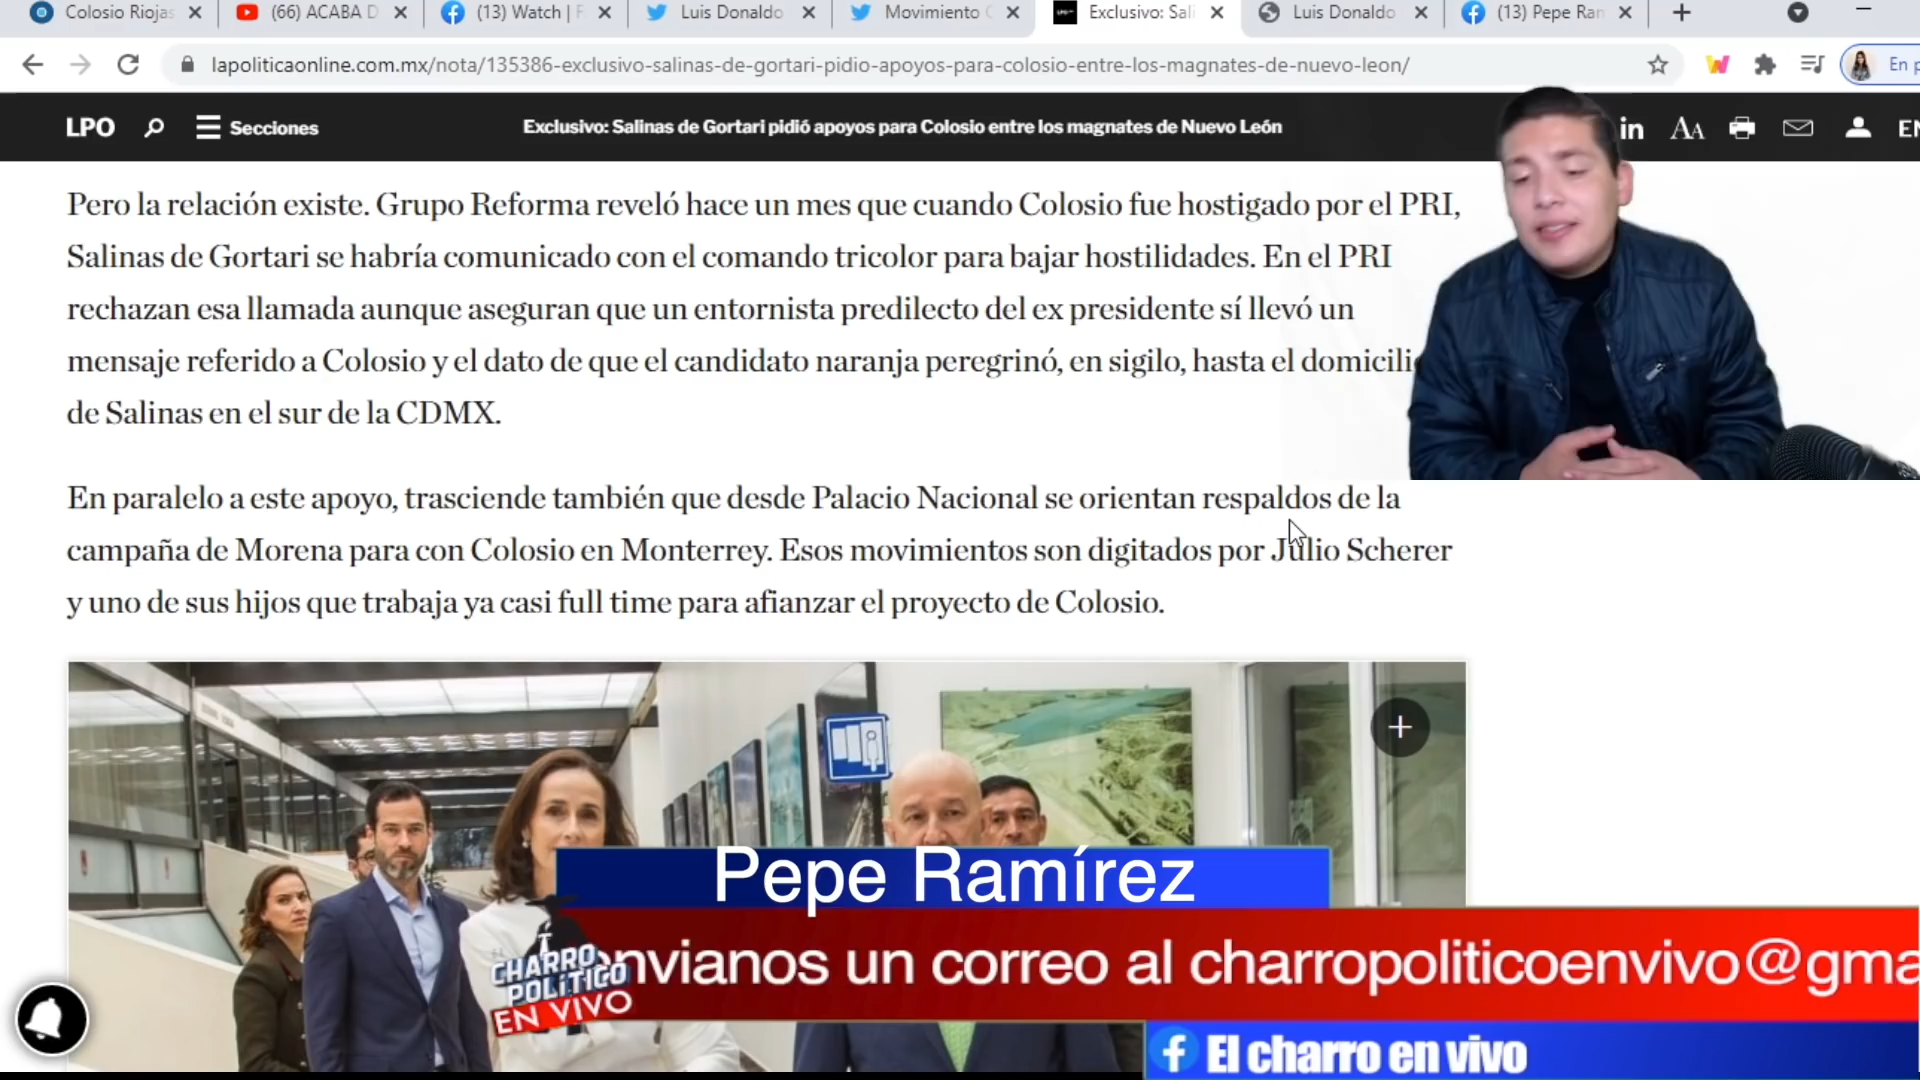 Colosio Riojas
(66) ACABA D
(13) Watch | F
Luis Donaldo
Movimiento C
Exclusivo: Sali
Luis Donaldo
(13) Pepe Ran
lapoliticaonline.com.mx/nota/135386-exclusivo-salinas-de-gortari-pidio-apoyos-para-colosio-entre-los-magnates-de-nuevo-leon/
En p
LPO
Secciones
Exclusivo: Salinas de Gortari pidió apoyos para Colosio entre los magnates de Nuevo León
in
AA
EN
Pero la relación existe. Grupo Reforma reveló hace un mes que cuando Colosio fue hostigado por el PRI,
Salinas de Gortari se habría comunicado con el comando tricolor para bajar hostilidades. En el PRI
rechazan esa llamada aunque aseguran que un entornista predilecto del ex presidente sí llevó un
mensaje referido a Colosio y el dato de que el candidato naranja peregrinó, en sigilo, hasta el domicilio
de Salinas en el sur de la CDMX.
En paralelo a este apoyo, trasciende también que desde Palacio Nacional se orientan respaldos de la
campaña de Morena para con Colosio en Monterrey. Esos movimientos son digitados por Julio Scherer
y uno de sus hijos que trabaja ya casi full time para afianzar el proyecto de Colosio.
Pepe Ramírez
envianos un correo al charropoliticoenvivo@gma
CHARRO
POLÍTICO
EN VIVO
El charro en vivo